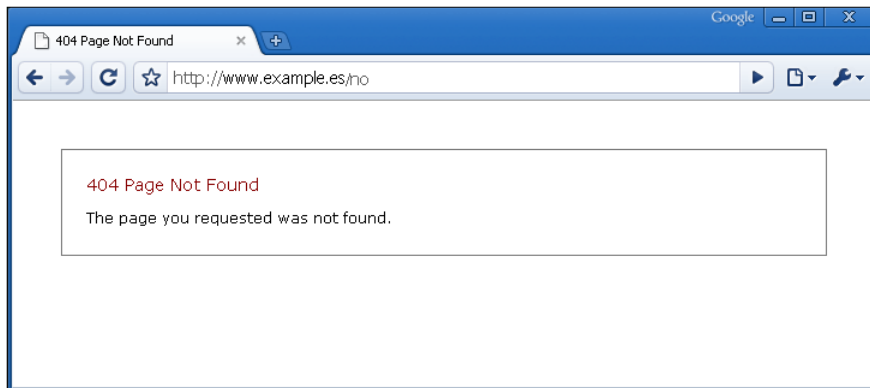 Google
404 Page Not Found
http://www.example.es/no
404 Page Not Found
The page you requested was not found.